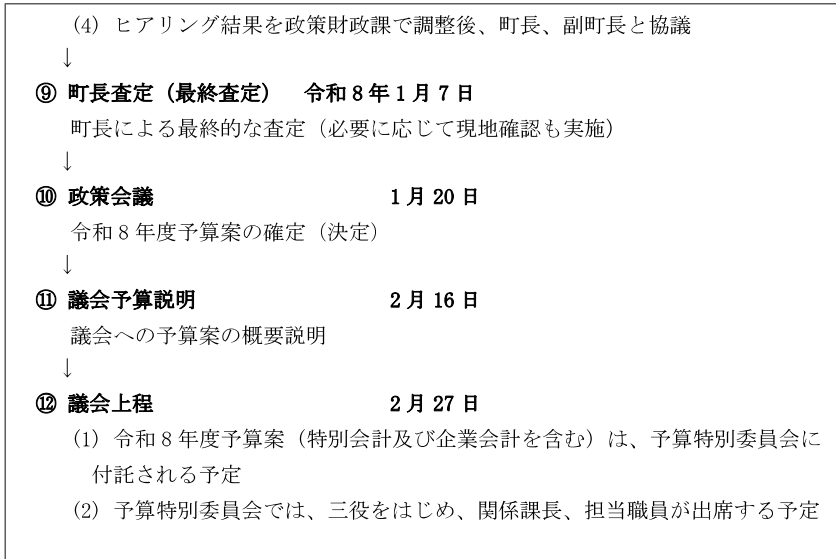 (4) ヒアリング結果を政策財政課で調整後、町長、副町長と協議
↓
⑨ 町長査定（最終査定） 令和８年１月７日
町長による最終的な査定（必要に応じて現地確認も実施）
↓
⑩ 政策会議 １月 20 日
令和８年度予算案の確定（決定）
↓
⑪ 議会予算説明 ２月 16 日
議会への予算案の概要説明
↓
⑫ 議会上程 ２月 27 日
(1) 令和８年度予算案（特別会計及び企業会計を含む）は、予算特別委員会に
付託される予定
(2) 予算特別委員会では、三役をはじめ、関係課長、担当職員が出席する予定